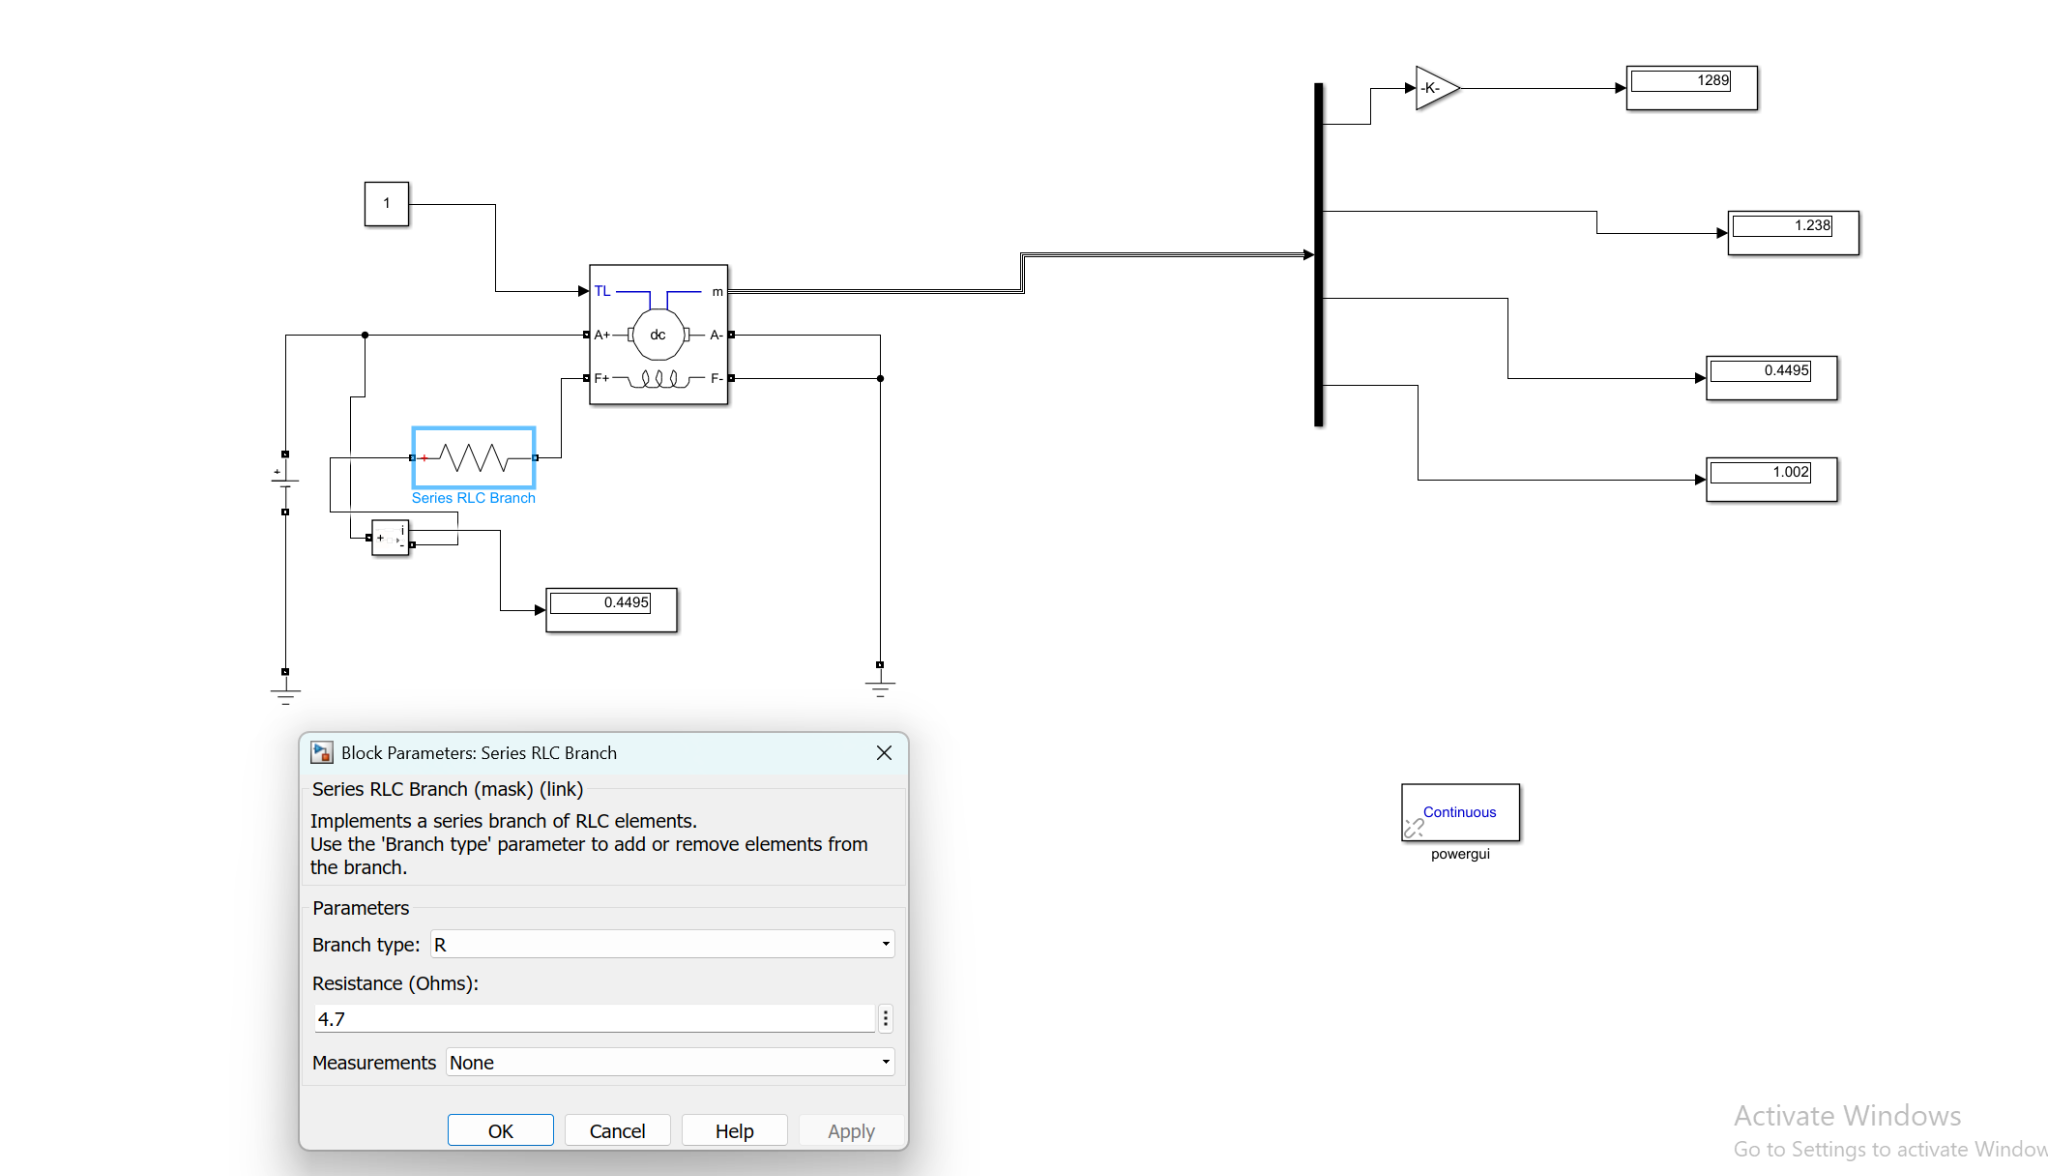 -K-
1289
1
1.238
TL
m
A+
dc
A-
F+
F-
0.4495
+
+
Series RLC Branch
1.002
i
+
-
0.4495
Block Parameters: Series RLC Branch
Series RLC Branch (mask) (link)
Implements a series branch of RLC elements.
Use the 'Branch type' parameter to add or remove elements from
the branch.
Parameters
Branch type: R
Resistance (Ohms):
4.7
Measurements None
OK Cancel Help Apply
Continuous
powergui
Activate Windows
Go to Settings to activate Window